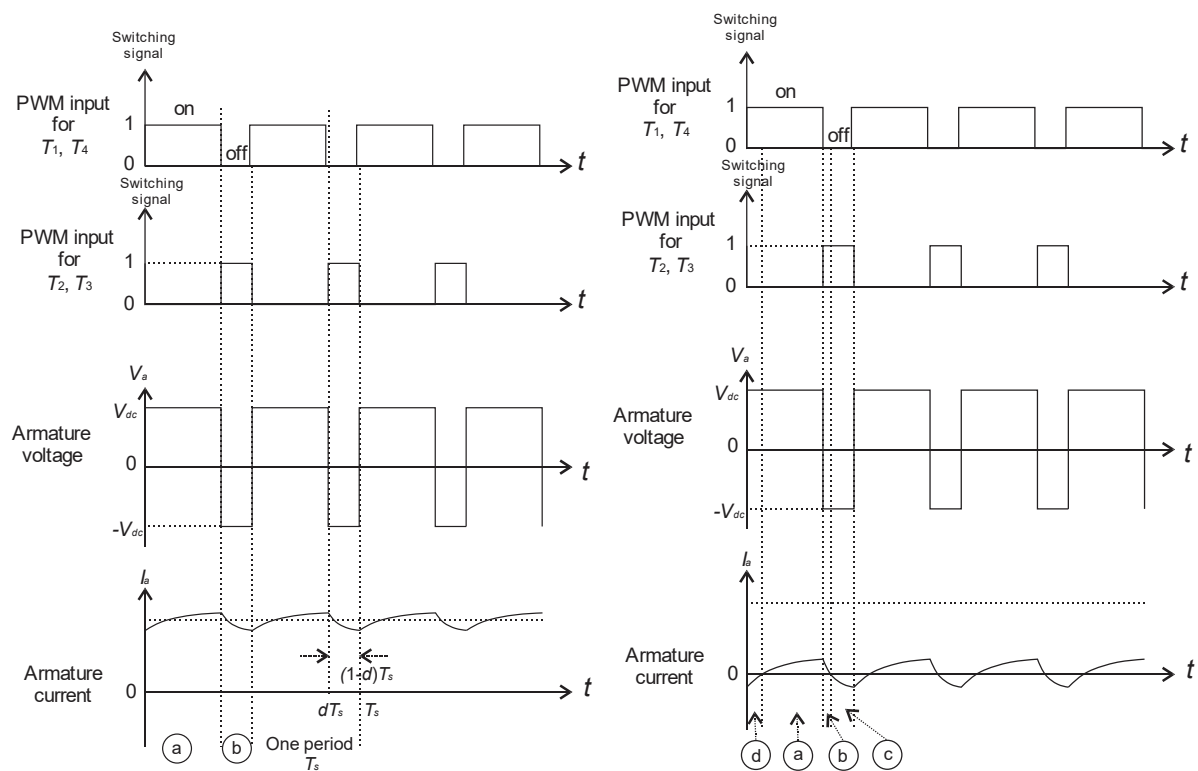 Switching
signal
PWM input
for
T1, T4
1
0
on
off
t
Switching
signal
PWM input
for
T2, T3
1
0
t
Va
Vdc
Armature
voltage
0
-Vdc
t
Ia
Armature
current
0
(1-d)Ts
dTs
Ts
t
a
b
One period
Ts
Switching
signal
PWM input
for
T1, T4
1
0
on
off
t
Switching
signal
PWM input
for
T2, T3
1
0
t
Va
Vdc
Armature
voltage
0
-Vdc
t
Ia
Armature
current
0
t
d
a
b
c